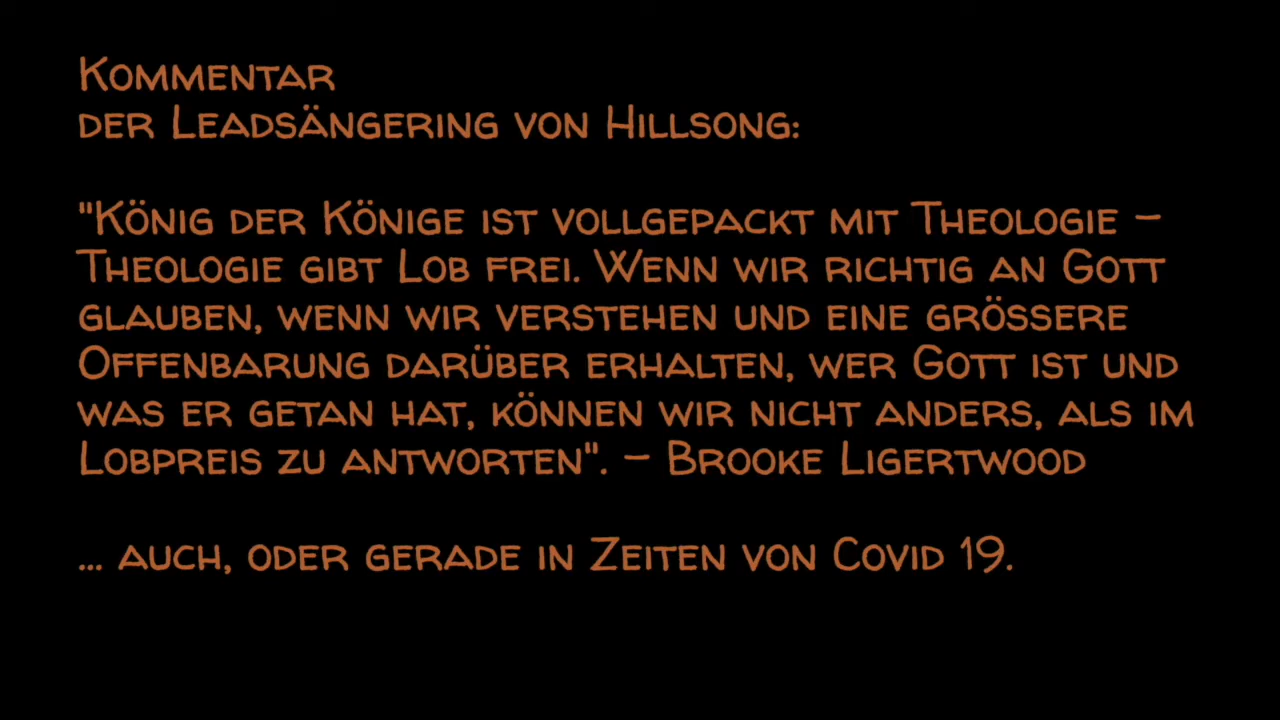 Kommentar
der Leadsängering von Hillsong:
"König der Könige ist vollgepackt mit Theologie –
Theologie gibt Lob frei. Wenn wir richtig an Gott
glauben, wenn wir verstehen und eine grössere
Offenbarung darüber erhalten, wer Gott ist und
was er getan hat, können wir nicht anders, als im
Lobpreis zu antworten". – Brooke Ligertwood
... auch, oder gerade in Zeiten von Covid 19.